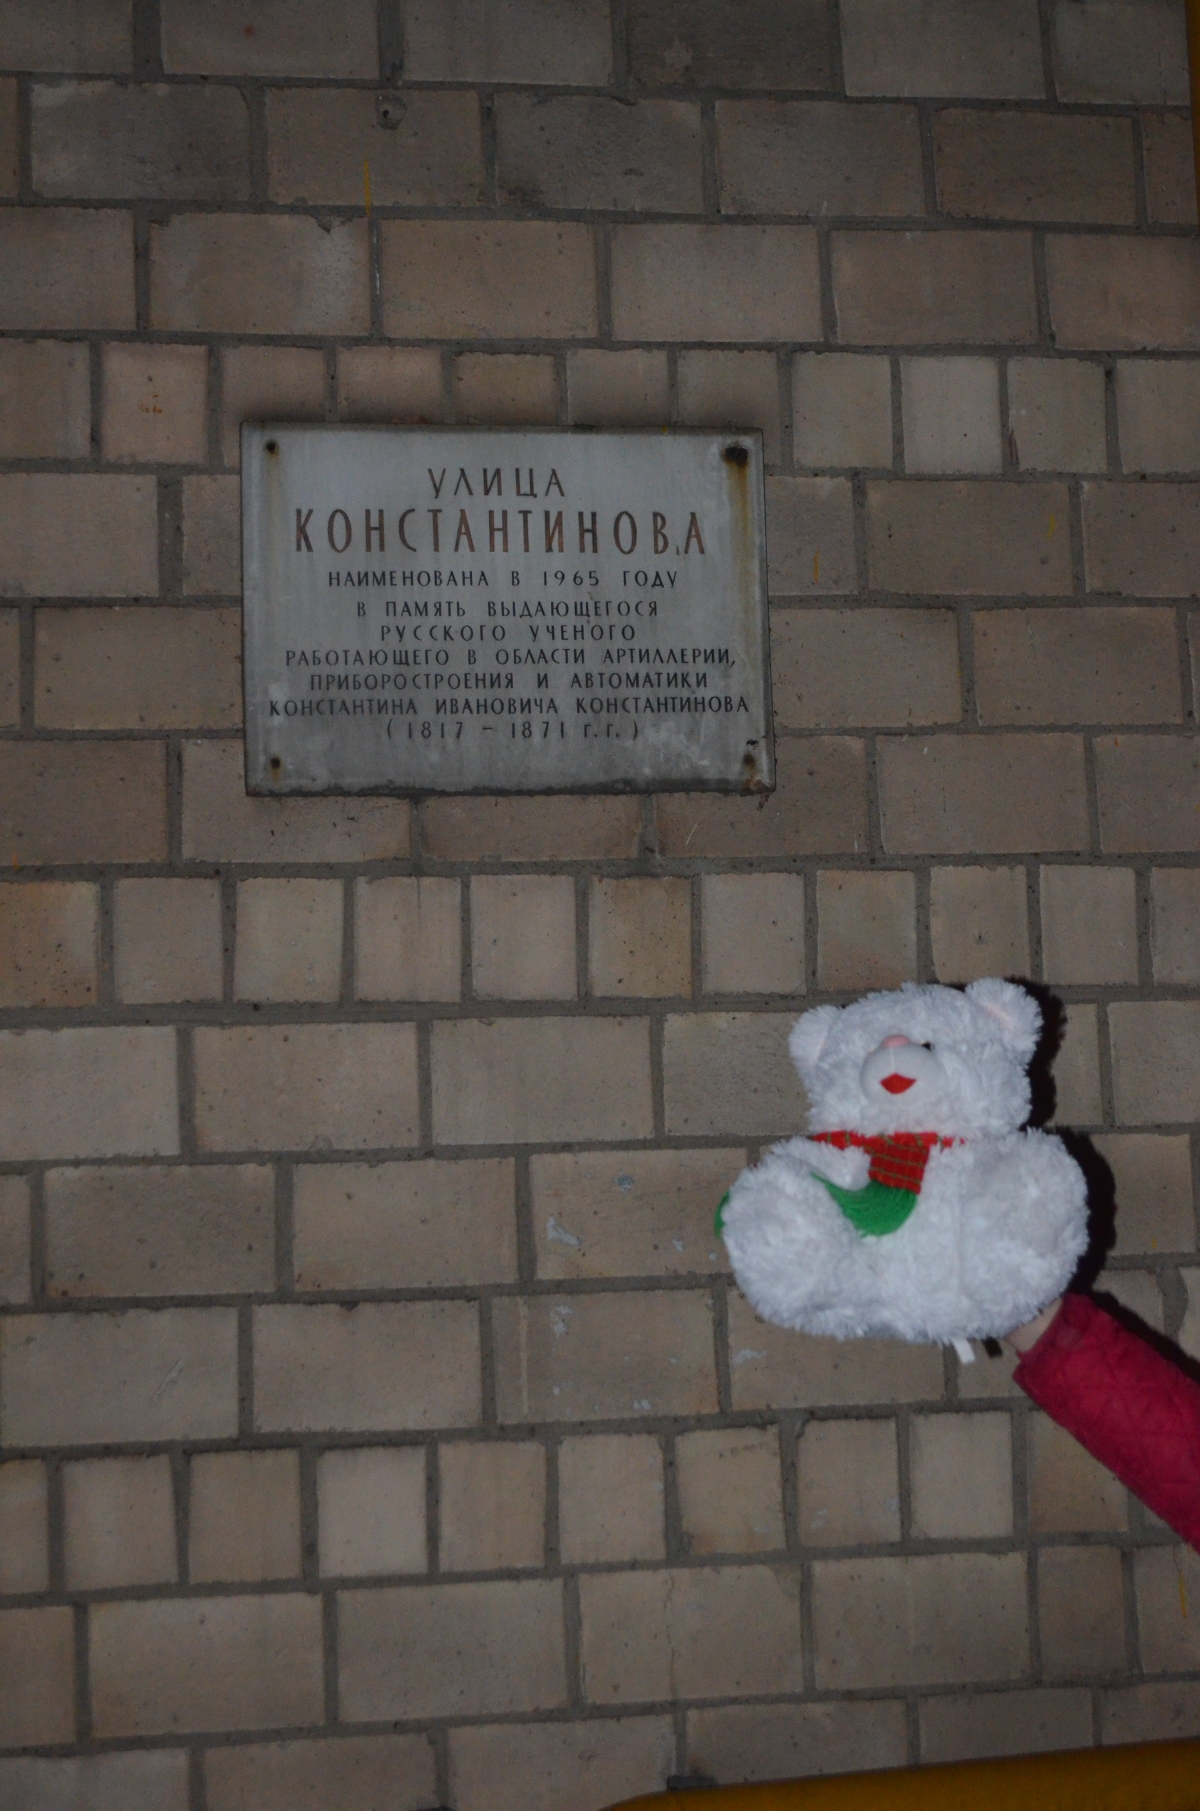 УЛИЦА
КОНСТАНТИНОВА
НАИМЕНОВАНА В 1965 ГОДУ
В ПАМЯТЬ ВЫДАЮЩЕГОСЯ
РУССКОГО УЧЕНОГО
РАБОТАЮЩЕГО В ОБЛАСТИ АРТИЛЛЕРИИ,
ПРИБОРОСТРОЕНИЯ И АВТОМАТИКИ
КОНСТАНТИНА ИВАНОВИЧА КОНСТАНТИНОВА
( 1817 - 1871 г.г. )